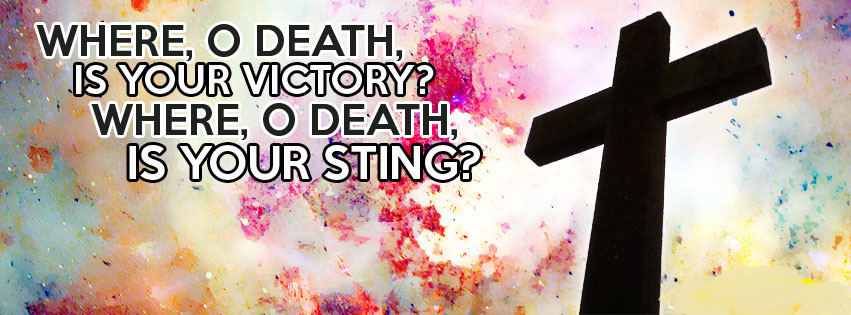 WHERE, O DEATH,
IS YOUR VICTORY?
WHERE, O DEATH,
IS YOUR STING?